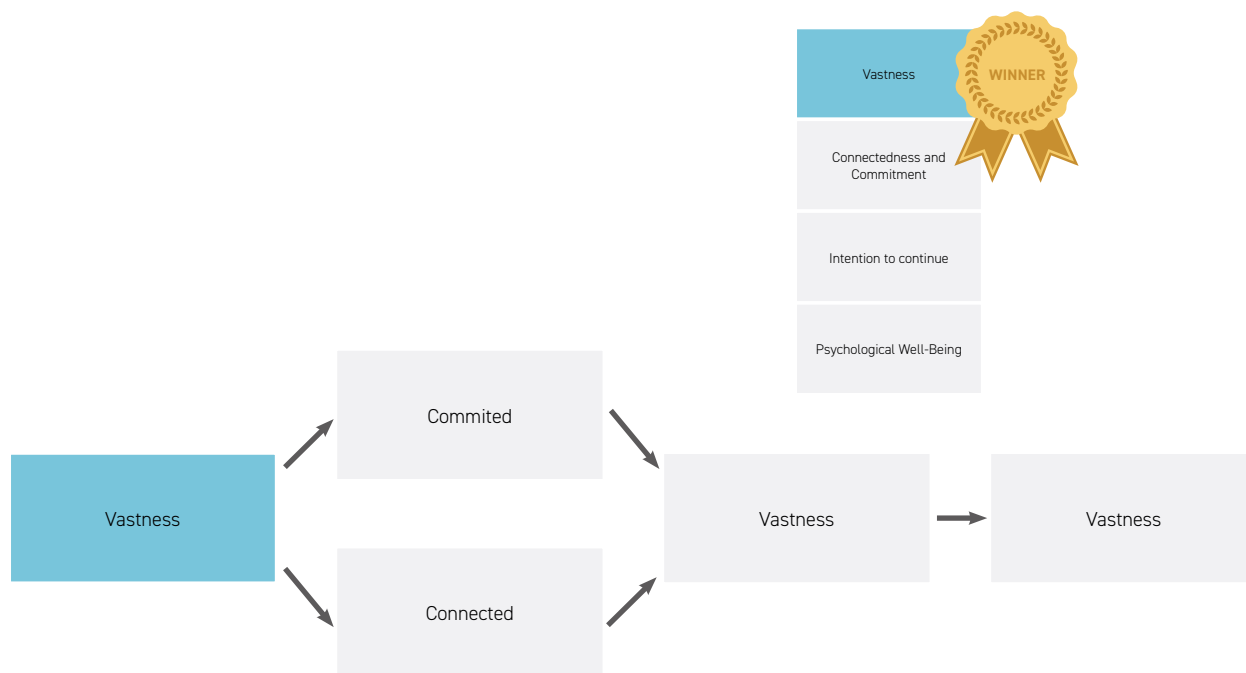 Vastness
WINNER
Connectedness and
Commitment
Intention to continue
Psychological Well-Being
Commited
Vastness
Vastness
Vastness
Connected